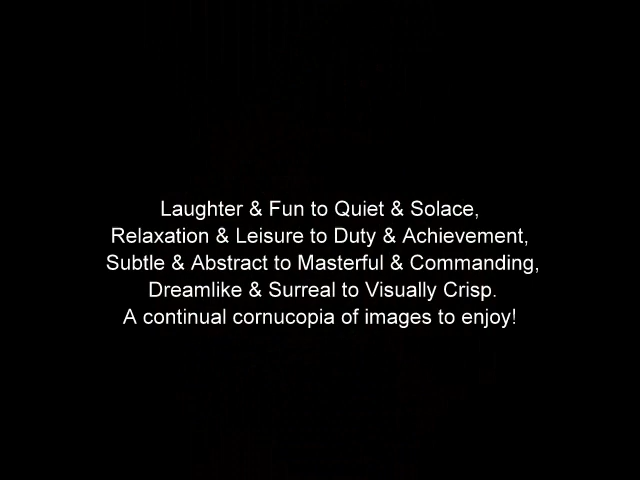 Laughter & Fun to Quiet & Solace,
Relaxation & Leisure to Duty & Achievement,
Subtle & Abstract to Masterful & Commanding,
Dreamlike & Surreal to Visually Crisp.
A continual cornucopia of images to enjoy!